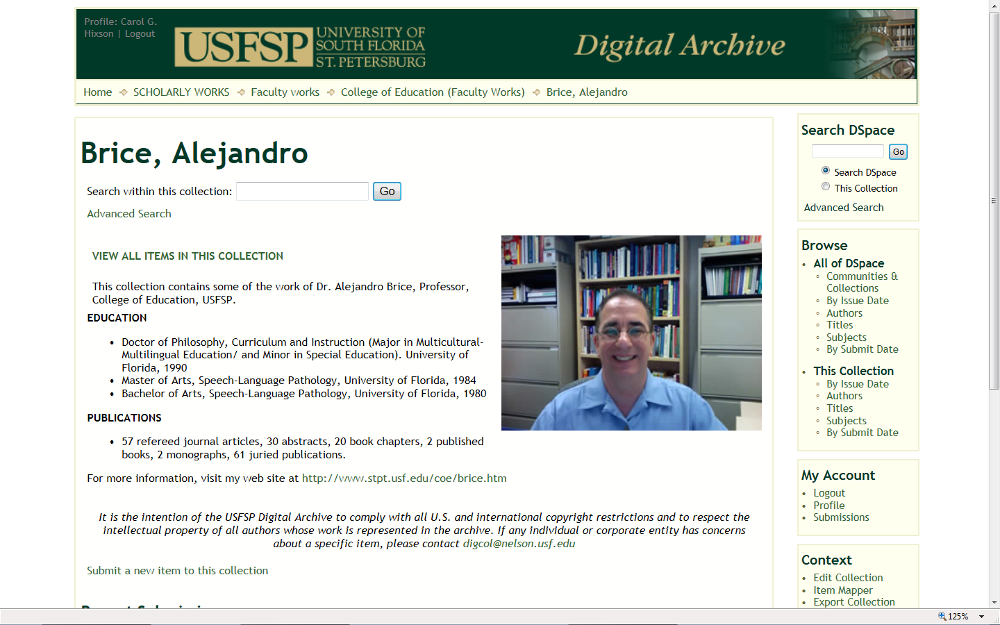 Profile: Carol G.
Hixson | Logout
USFSP UNIVERSITY OF
SOUTH FLORIDA
ST. PETERSBURG
Digital Archive
Home SCHOLARLY WORKS Faculty works College of Education (Faculty Works) Brice, Alejandro
Brice, Alejandro
Search within this collection: Go
Advanced Search
VIEW ALL ITEMS IN THIS COLLECTION
This collection contains some of the work of Dr. Alejandro Brice, Professor,
College of Education, USFSP.
EDUCATION
• Doctor of Philosophy, Curriculum and Instruction (Major in Multicultural-
Multilingual Education/ and Minor in Special Education). University of
Florida, 1990
• Master of Arts, Speech-Language Pathology, University of Florida, 1984
• Bachelor of Arts, Speech-Language Pathology, University of Florida, 1980
PUBLICATIONS
• 57 refereed journal articles, 30 abstracts, 20 book chapters, 2 published
books, 2 monographs, 61 juried publications.
For more information, visit my web site at http://www.stpt.usf.edu/coe/brice.htm
It is the intention of the USFSP Digital Archive to comply with all U.S. and international copyright restrictions and to respect the
intellectual property of all authors whose work is represented in the archive. If any individual or corporate entity has concerns
about a specific item, please contact digcol@nelson.usf.edu
Submit a new item to this collection
Search DSpace
Go
Search DSpace
This Collection
Advanced Search
Browse
• All of DSpace
◦ Communities &
Collections
◦ By Issue Date
◦ Authors
◦ Titles
◦ Subjects
◦ By Submit Date
• This Collection
◦ By Issue Date
◦ Authors
◦ Titles
◦ Subjects
◦ By Submit Date
My Account
• Logout
• Profile
• Submissions
Context
• Edit Collection
• Item Mapper
• Export Collection
125%